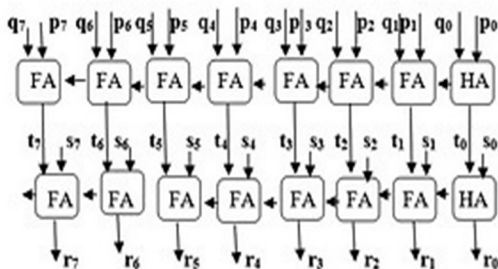 q7 p7 q6 p6 q5 p5 q4 p4 q3 p3 q2 p2 q1 p1 q0 p0
FA FA FA FA FA FA FA HA
t7 s7 t6 s6 t5 s5 t4 s4 t3 s3 t2 s2 t1 s1 t0 s0
FA FA FA FA FA FA FA HA
r7 r6 r5 r4 r3 r2 r1 r0